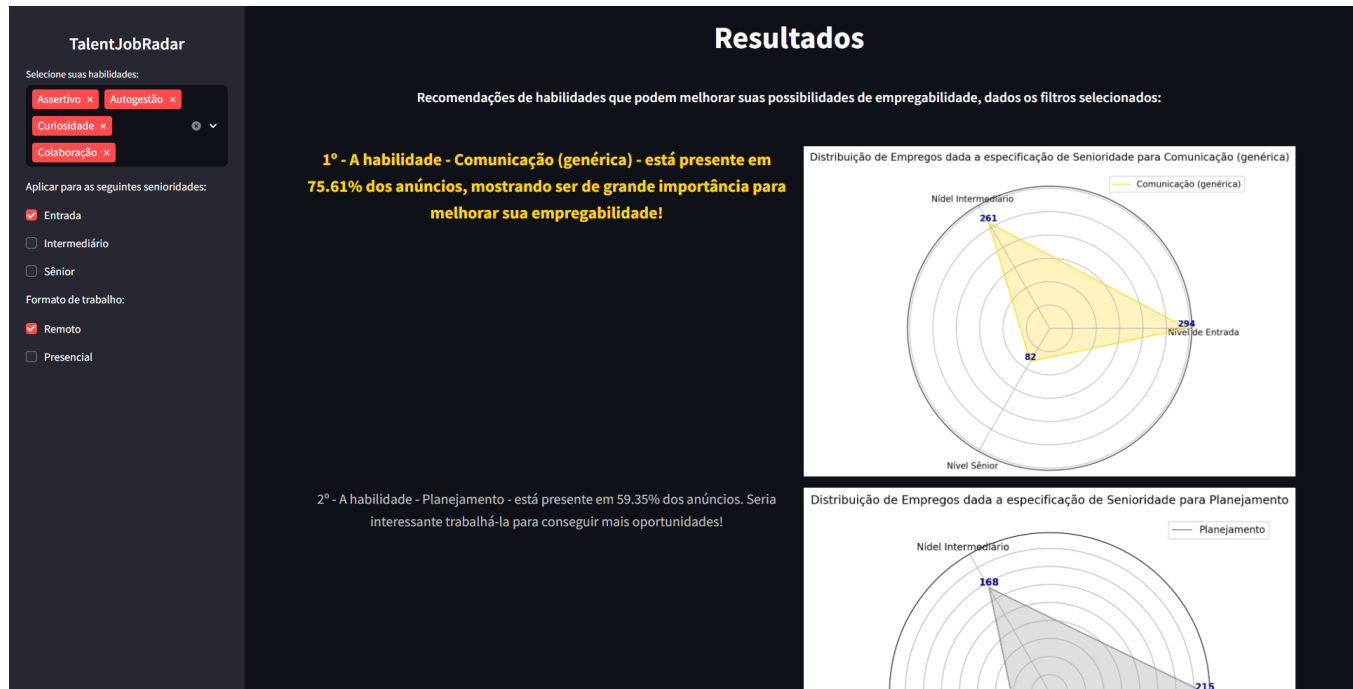 TalentJobRadar
Selecione suas habilidades:
Assertivo × Autogestão ×
Curiosidade ×
Colaboração ×
Aplicar para as seguintes senioridades:
Entrada
Intermediário
Sênior
Formato de trabalho:
Remoto
Presencial
Resultados
Recomendações de habilidades que podem melhorar suas possibilidades de empregabilidade, dados os filtros selecionados:
1º - A habilidade - Comunicação (genérica) - está presente em
75.61% dos anúncios, mostrando ser de grande importância para
melhorar sua empregabilidade!
Distribuição de Empregos dada a especificação de Senioridade para Comunicação (genérica)
Comunicação (genérica)
Nídel Intermediário
261
294
Nível de Entrada
82
Nível Sênior
2º - A habilidade - Planejamento - está presente em 59.35% dos anúncios. Seria
interessante trabalhá-la para conseguir mais oportunidades!
Distribuição de Empregos dada a especificação de Senioridade para Planejamento
Planejamento
Nídel Intermediário
168
215